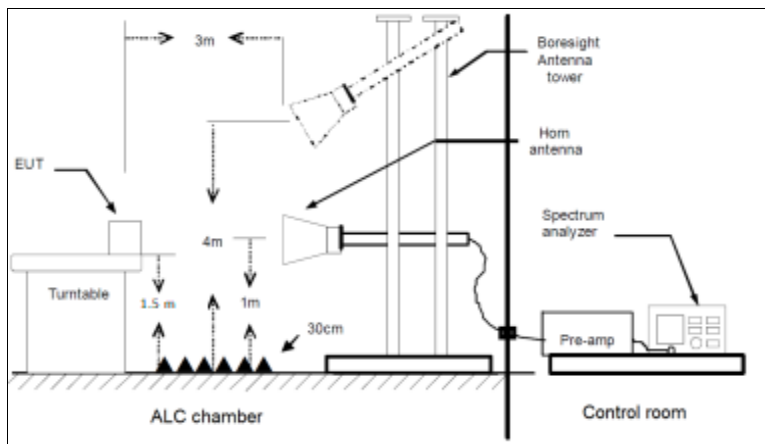 3m
Boresight
Antenna
tower
EUT
Horn
antenna
Spectrum
analyzer
4m
Turntable
1.5 m
1m
30cm
Pre-amp
ALC chamber
Control room